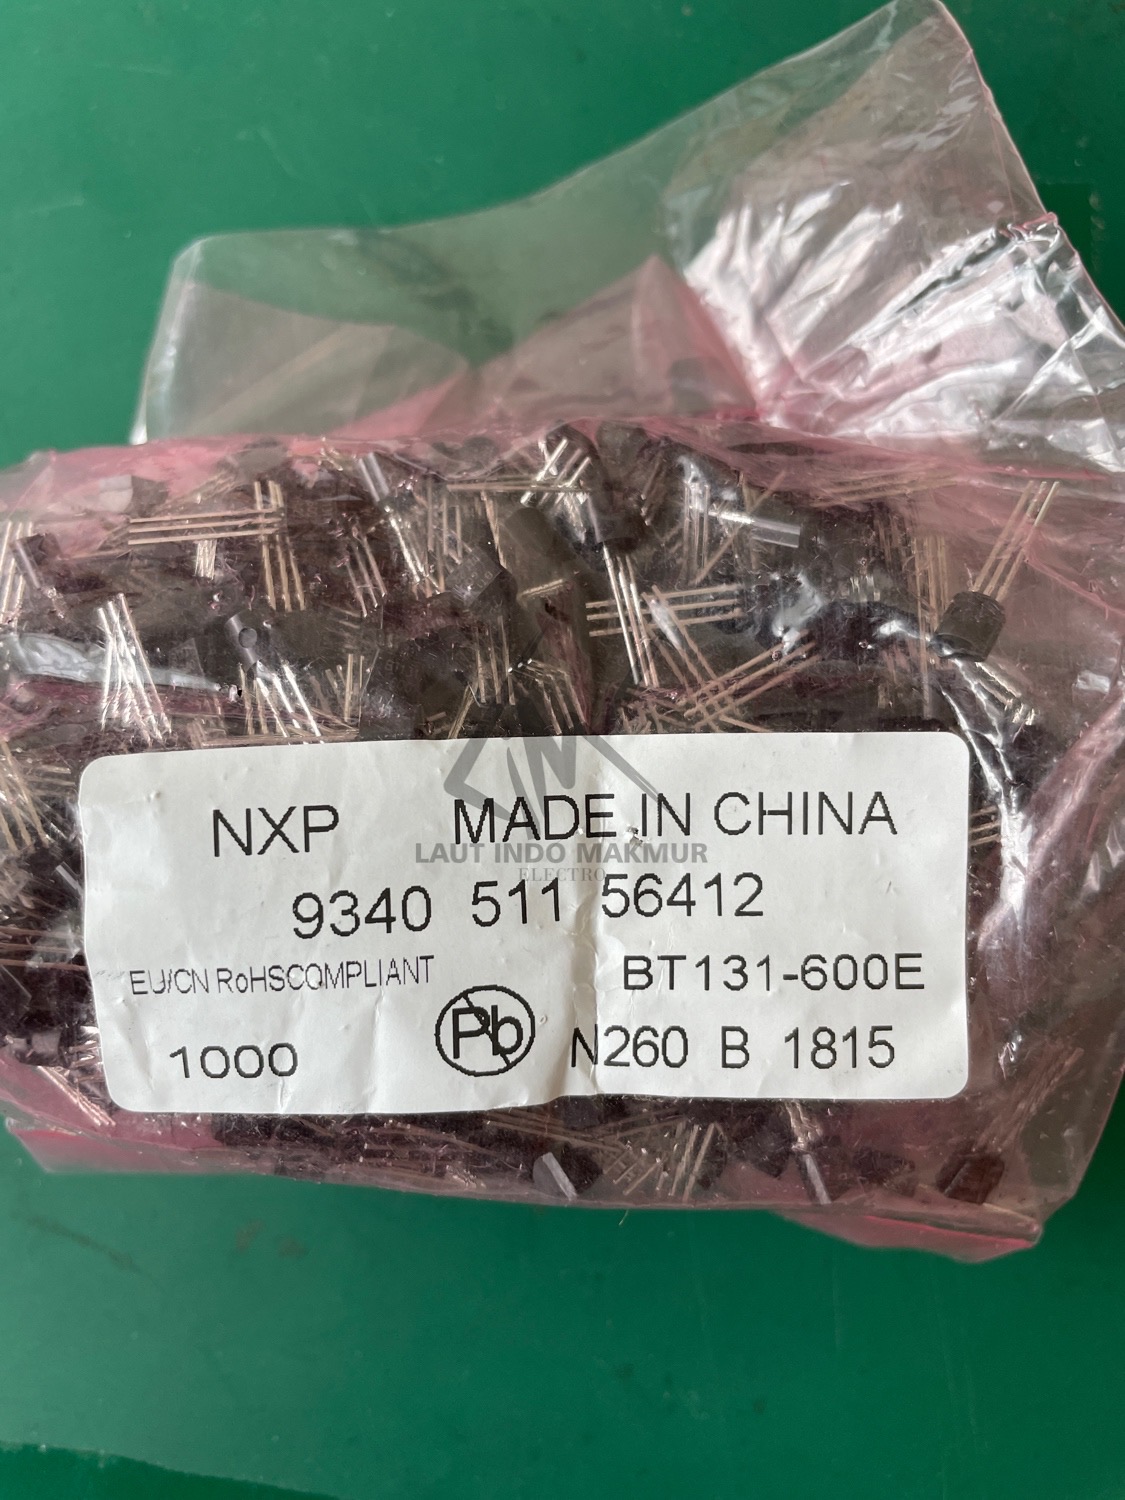 NXP MADE IN CHINA
LAUT INDO MAKMUR
ELECTRO
9340 511 56412
EU/CN RoHSCOMPLIANT BT131-600E
1000 Pb N260 B 1815